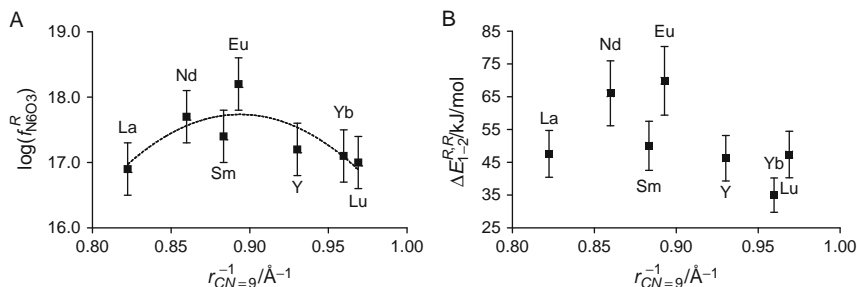 A
log(f^R_N6O3)
18.0
19.0
17.0
16.0
La
Nd
Sm
Eu
Y
Yb
Lu
0.80
0.85
0.90
0.95
1.00
r^-1_CN=9/Å^-1
B
ΔE^R,R_1-2/kJ/mol
85
75
65
55
45
35
25
La
Nd
Sm
Eu
Y
Yb
Lu
0.80
0.85
0.90
0.95
1.00
r^-1_CN=9/Å^-1